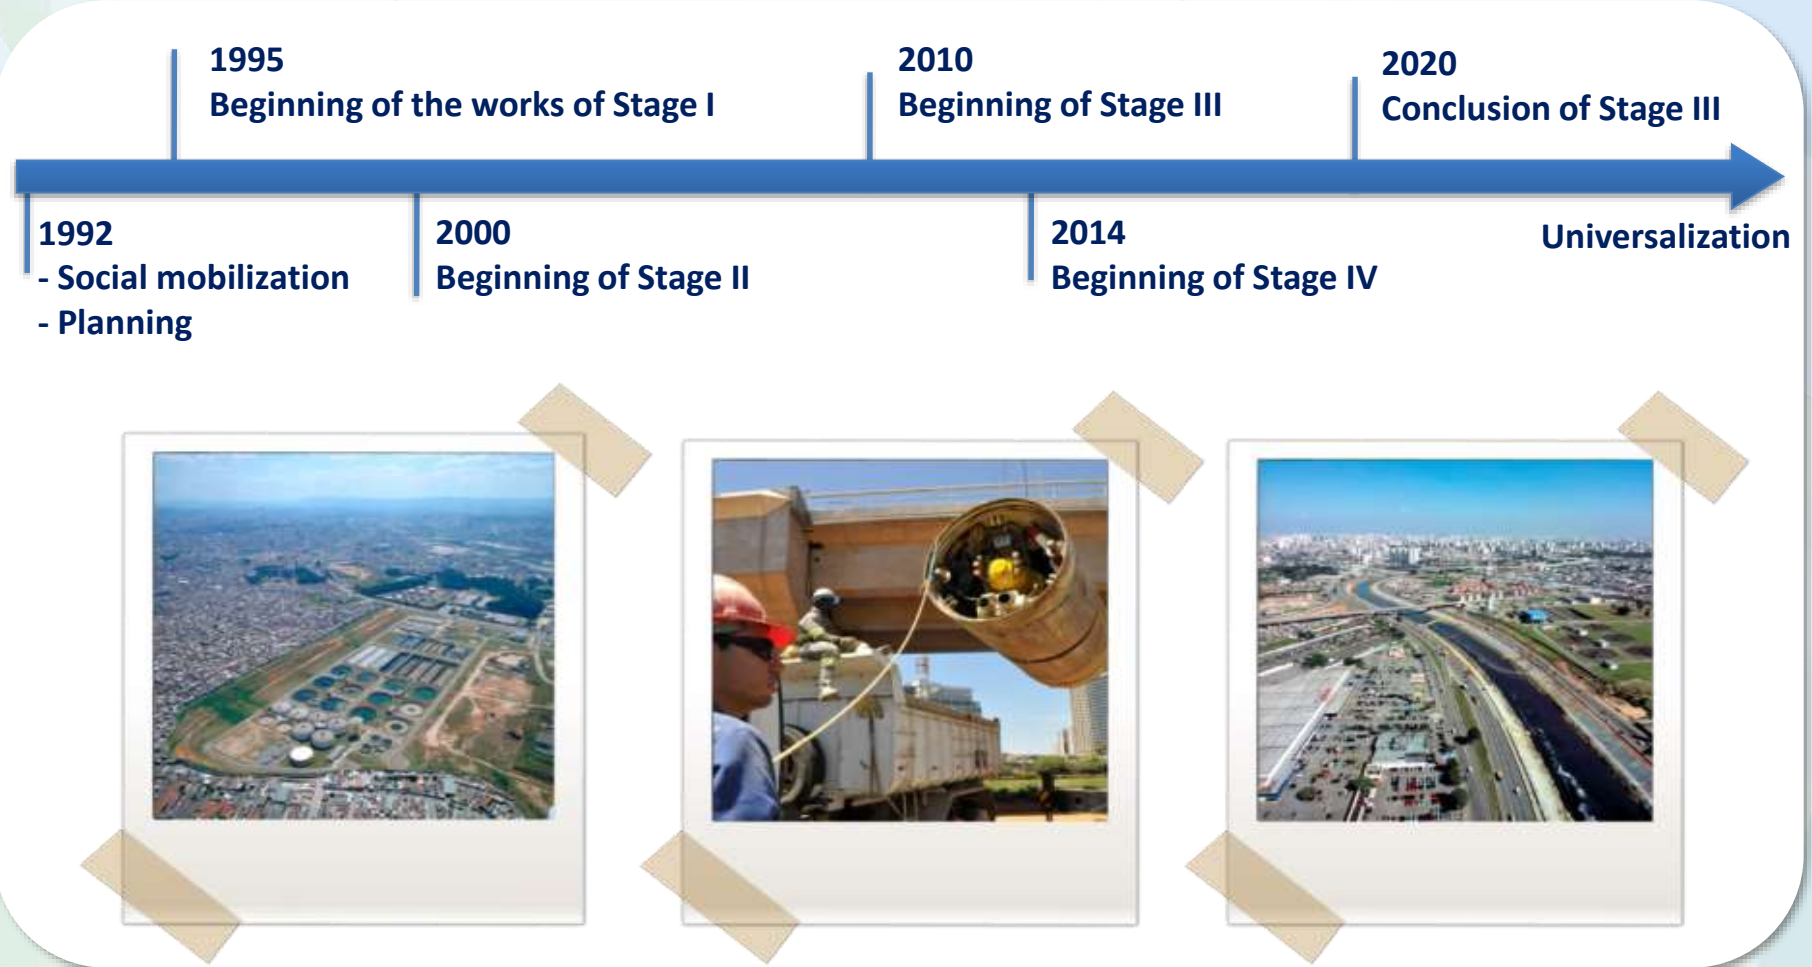 1995
Beginning of the works of Stage I
2010
Beginning of Stage III
2020
Conclusion of Stage III
1992
- Social mobilization
- Planning
2000
Beginning of Stage II
2014
Beginning of Stage IV
Universalization